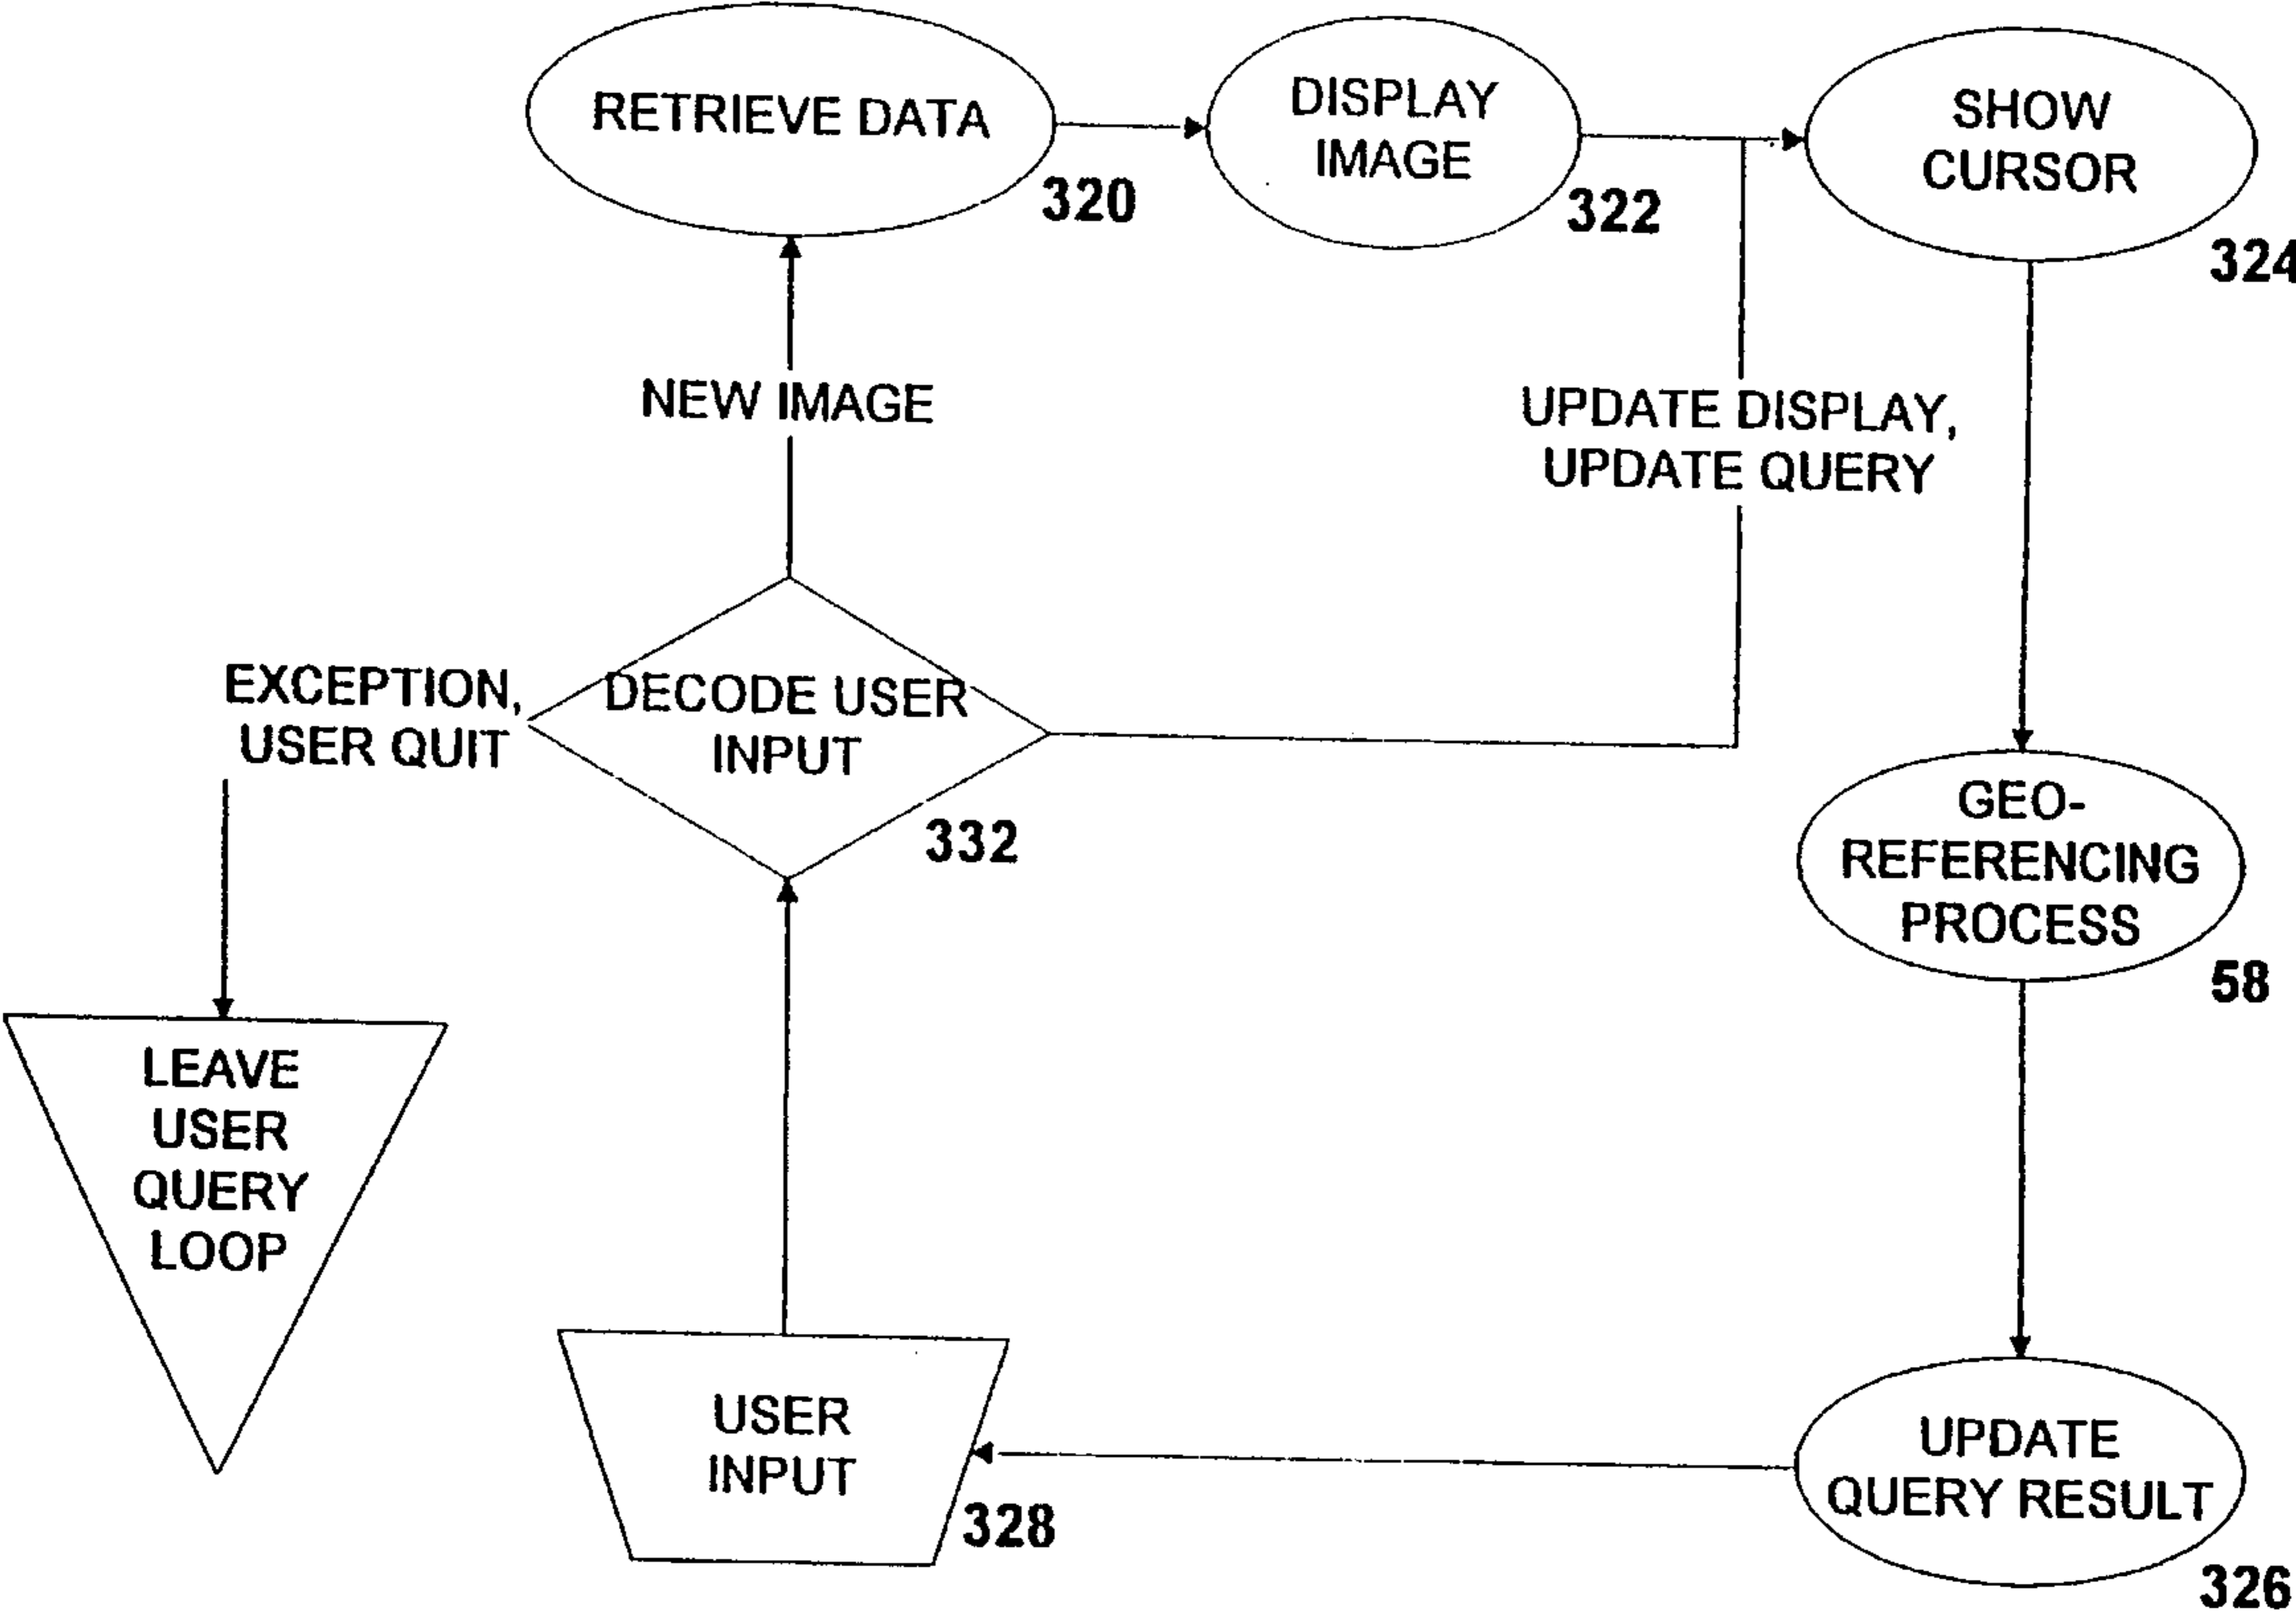 RETRIEVE DATA
320
DISPLAY
IMAGE
322
SHOW
CURSOR
324
NEW IMAGE
UPDATE DISPLAY,
UPDATE QUERY
EXCEPTION,
USER QUIT
DECODE USER
INPUT
332
GEO-
REFERENCING
PROCESS
58
LEAVE
USER
QUERY
LOOP
USER
INPUT
328
UPDATE
QUERY RESULT
326